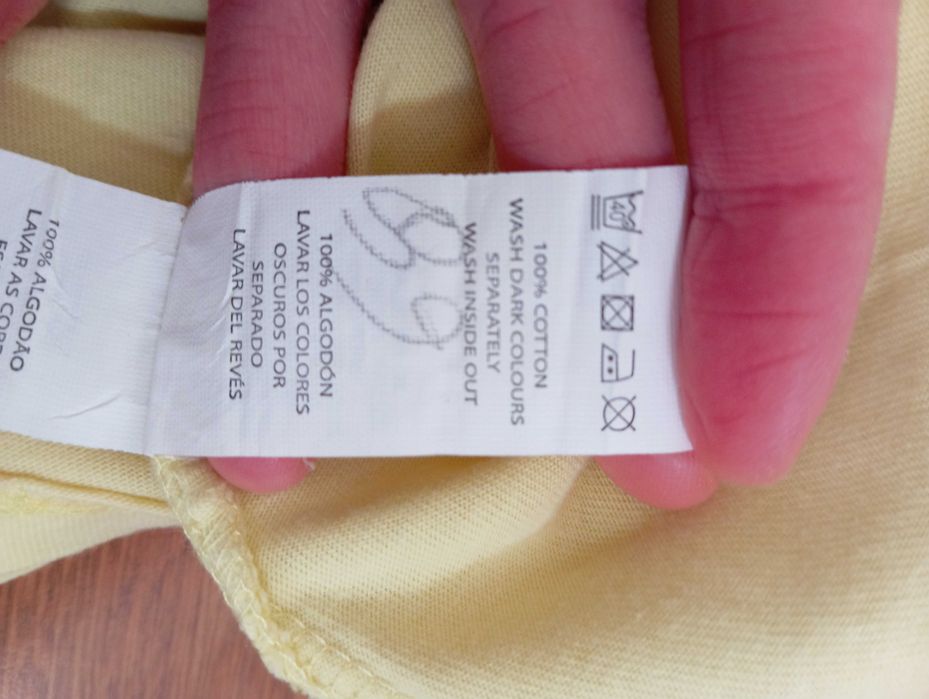 40
100% COTTON
WASH DARK COLOURS
SEPARATELY
WASH INSIDE OUT
100% ALGODÓN
LAVAR LOS COLORES
OSCUROS POR
SEPARADO
LAVAR DEL REVÉS
100% ALGODÃO
LAVAR AS